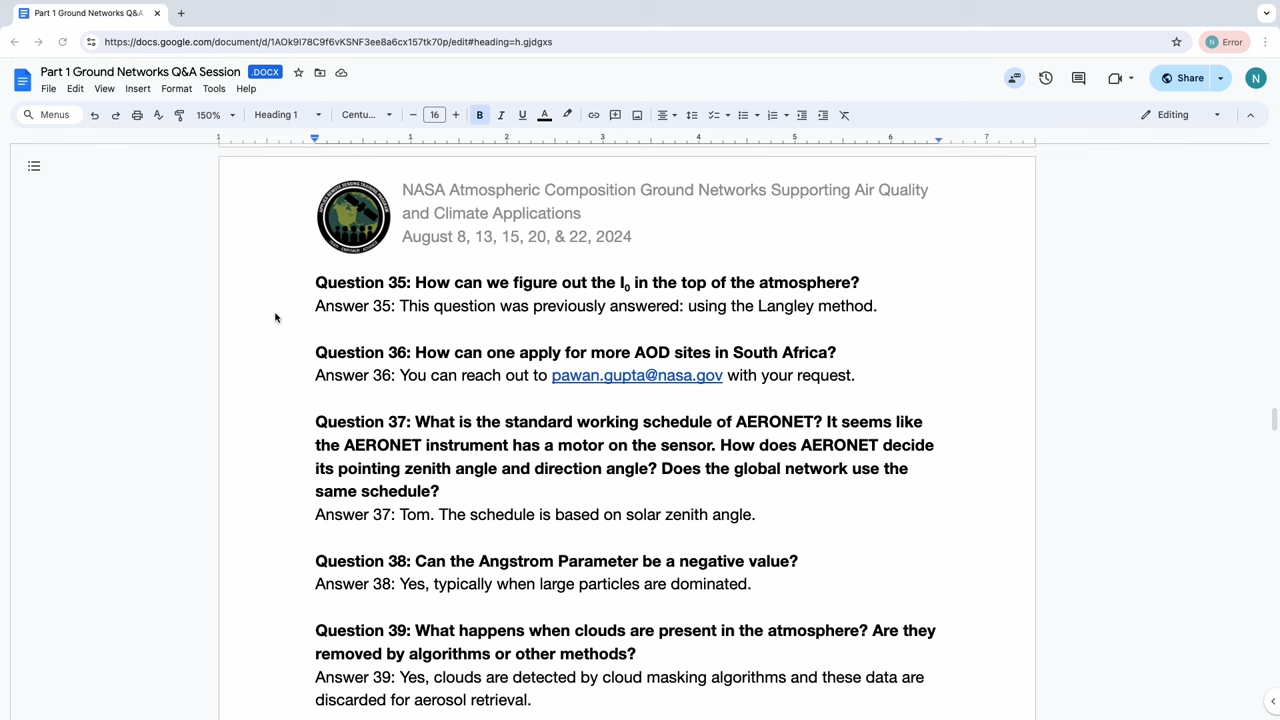 Part 1 Ground Networks Q&A
https://docs.google.com/document/d/1AOk9I78C9f6vKSNF3ee8a6cx157tk70p/edit#heading=h.gjdgxs
N Error
Part 1 Ground Networks Q&A Session .DOCX
File Edit View Insert Format Tools Help
Share
N
Menus 150% Heading 1 Centu... 16 B I U A Editing
1 1 2 3 4 5 6 7
NASA Atmospheric Composition Ground Networks Supporting Air Quality
and Climate Applications
August 8, 13, 15, 20, & 22, 2024
Question 35: How can we figure out the I0 in the top of the atmosphere?
Answer 35: This question was previously answered: using the Langley method.
Question 36: How can one apply for more AOD sites in South Africa?
Answer 36: You can reach out to pawan.gupta@nasa.gov with your request.
Question 37: What is the standard working schedule of AERONET? It seems like
the AERONET instrument has a motor on the sensor. How does AERONET decide
its pointing zenith angle and direction angle? Does the global network use the
same schedule?
Answer 37: Tom. The schedule is based on solar zenith angle.
Question 38: Can the Angstrom Parameter be a negative value?
Answer 38: Yes, typically when large particles are dominated.
Question 39: What happens when clouds are present in the atmosphere? Are they
removed by algorithms or other methods?
Answer 39: Yes, clouds are detected by cloud masking algorithms and these data are
discarded for aerosol retrieval.